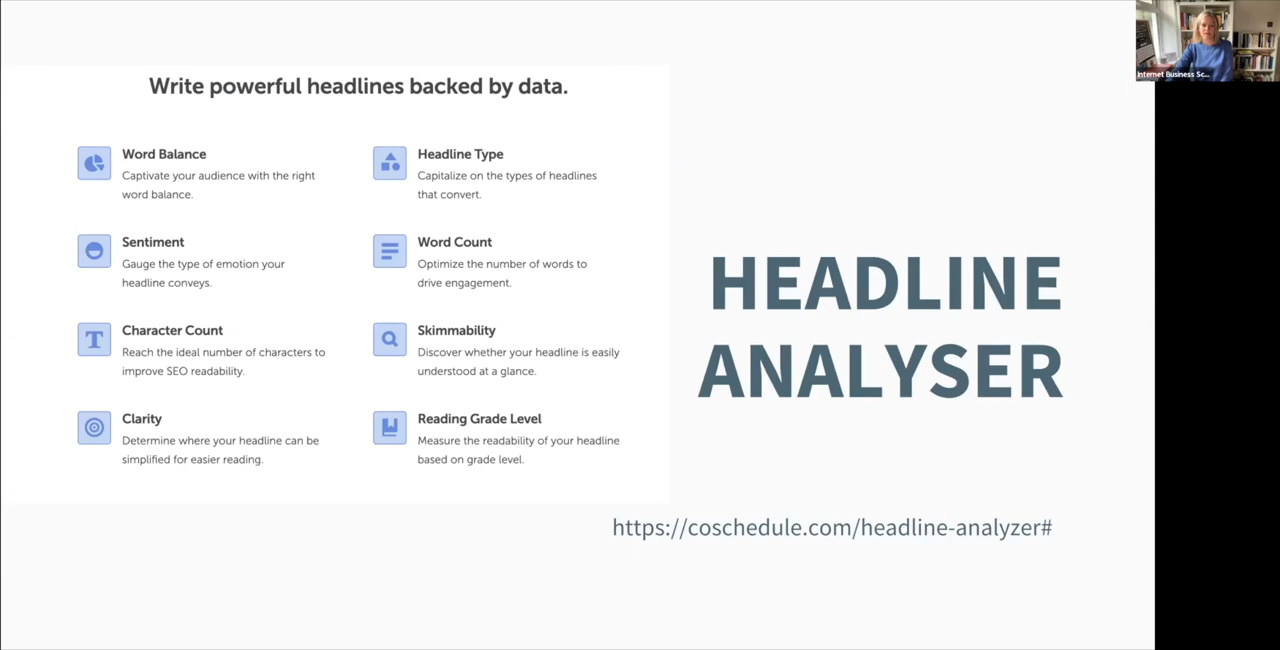 Write powerful headlines backed by data.
Word Balance
Captivate your audience with the right
word balance.
Headline Type
Capitalize on the types of headlines
that convert.
Sentiment
Gauge the type of emotion your
headline conveys.
Word Count
Optimize the number of words to
drive engagement.
Character Count
Reach the ideal number of characters to
improve SEO readability.
Skimmability
Discover whether your headline is easily
understood at a glance.
Clarity
Determine where your headline can be
simplified for easier reading.
Reading Grade Level
Measure the readability of your headline
based on grade level.
HEADLINE
ANALYSER
https://coschedule.com/headline-analyzer#
Internet Business Sc...